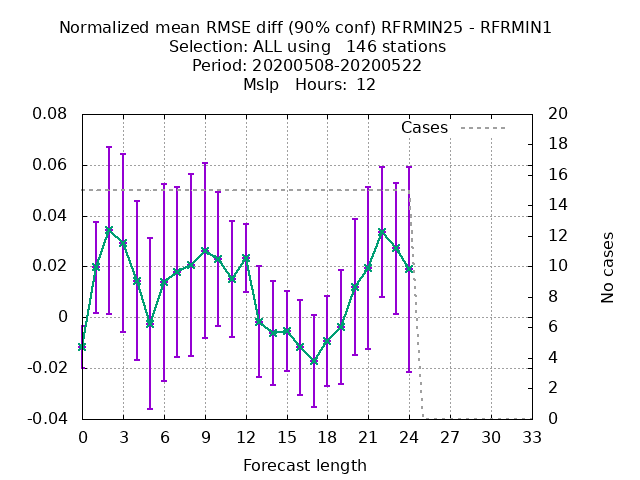 Normalized mean RMSE diff (90% conf) RFRMIN25 - RFRMIN1
Selection: ALL using   146 stations
Period: 20200508-20200522
Mslp   Hours: 12
Cases
0.08
0.06
0.04
0.02
0
-0.02
-0.04
20
18
16
14
12
10
8
6
4
2
0
No cases
0 3 6 9 12 15 18 21 24 27 30 33
Forecast length